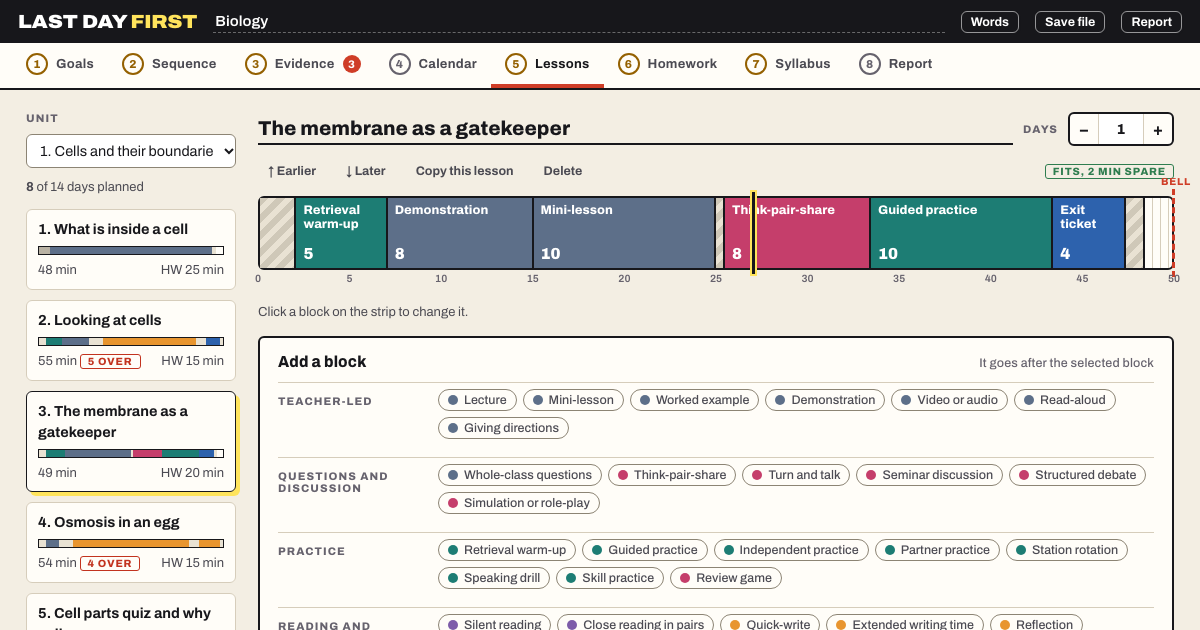 LAST DAY FIRST
Biology
Words
Save file
Report
1 Goals
2 Sequence
3 Evidence 3
4 Calendar
5 Lessons
6 Homework
7 Syllabus
8 Report
UNIT
1. Cells and their boundarie
8 of 14 days planned
1. What is inside a cell
48 min HW 25 min
2. Looking at cells
55 min 5 OVER HW 15 min
3. The membrane as a
gatekeeper
49 min HW 20 min
4. Osmosis in an egg
54 min 4 OVER HW 15 min
5. Cell parts quiz and why
The membrane as a gatekeeper
DAYS
− 1 +
↑ Earlier
↓ Later
Copy this lesson
Delete
FITS, 2 MIN SPARE
BELL
Retrieval
warm-up
5
Demonstration
8
Mini-lesson
10
Think-pair-share
8
Guided practice
10
Exit
ticket
4
0 5 10 15 20 25 30 35 40 45 50
Click a block on the strip to change it.
Add a block
It goes after the selected block
TEACHER-LED
Lecture
Mini-lesson
Worked example
Demonstration
Video or audio
Read-aloud
Giving directions
QUESTIONS AND
DISCUSSION
Whole-class questions
Think-pair-share
Turn and talk
Seminar discussion
Structured debate
Simulation or role-play
PRACTICE
Retrieval warm-up
Guided practice
Independent practice
Partner practice
Station rotation
Speaking drill
Skill practice
Review game
READING AND
Silent reading
Close reading in pairs
Quick-write
Extended writing time
Reflection